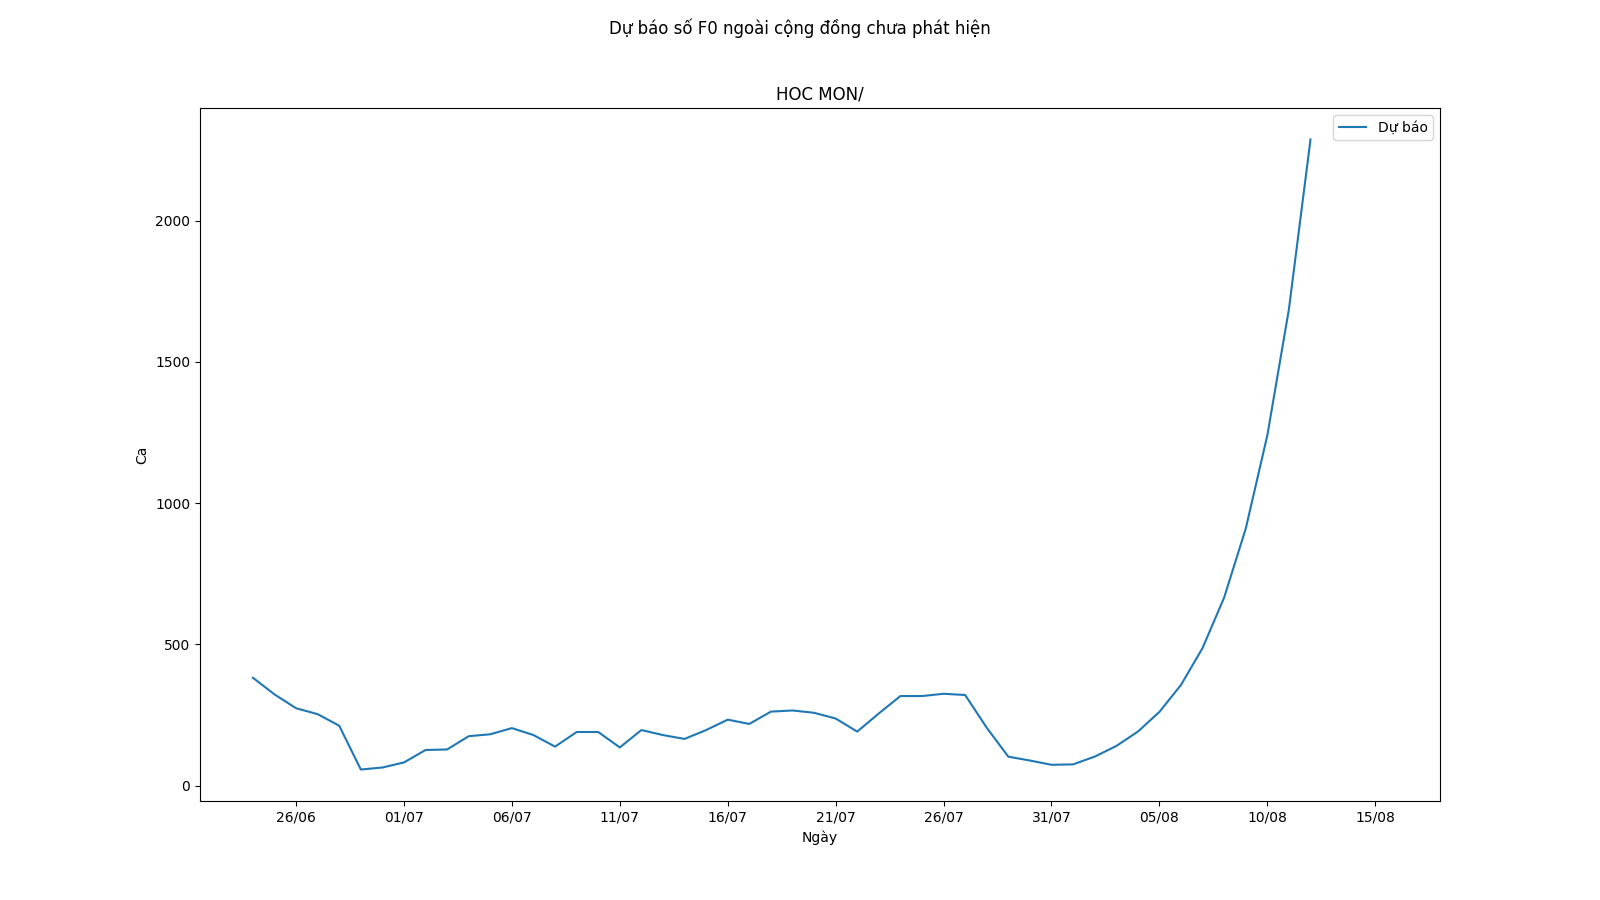 Dự báo số F0 ngoài cộng đồng chưa phát hiện
HOC MON/
Dự báo
2000
1500
1000
500
0
Ca
26/06 01/07 06/07 11/07 16/07 21/07 26/07 31/07 05/08 10/08 15/08
Ngày